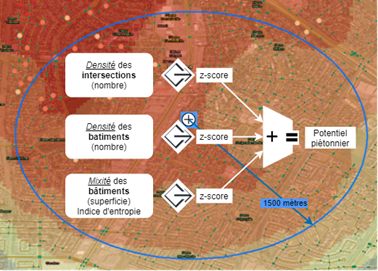 Densité des
intersections
(nombre)
z-score
Densité des
batiments
(nombre)
z-score
+ =
Potentiel
piétonnier
Mixité des
bâtiments
(superficie)
Indice d'entropie
z-score
1500 mètres